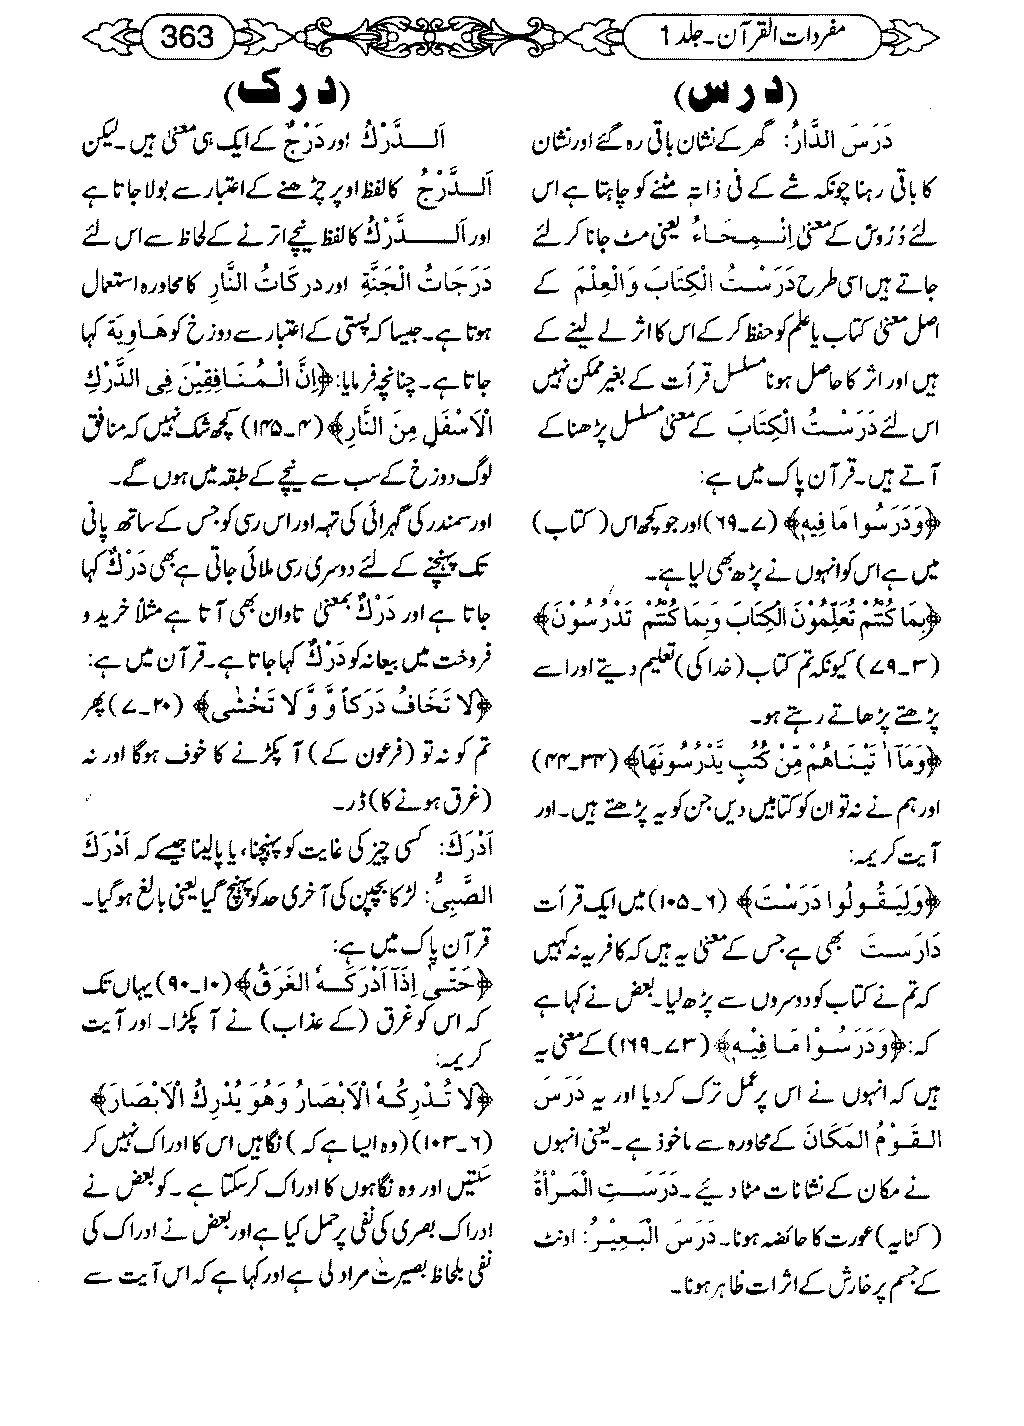 مفردات القرآن۔جلد 1
363
(درس)
دَرَسَ الدَّارُ: گھر کے نشان باقی رہ گئے اور نشان
کا باقی رہنا چونکہ شے کے فی ذاتہٖ مٹنے کو چاہتا ہے اس
لئے دُرُوْسٌ کے معنیٰ اِنْمِحَاءُ یعنی مٹ جانا کر لئے
جاتے ہیں اسی طرح دَرَسْتُ الْكِتَابَ وَالْعِلْمَ کے
اصل معنیٰ کتاب یا علم کو حفظ کرکے اس کا اثر لے لینے کے
ہیں اور اثر کا حاصل ہونا مسلسل قرأت کے بغیر ممکن نہیں
اس لئے دَرَسْتُ الْكِتَابَ کے معنیٰ مسلسل پڑھنا کے
آتے ہیں۔ قرآن پاک میں ہے:
﴿وَدَرَسُوا مَا فِيهِ﴾ (۷۔۶۹) اور جو کچھ اس (کتاب)
میں ہے اس کو انہوں نے پڑھ بھی لیا ہے۔
﴿بِمَا كُنْتُمْ تُعَلِّمُوْنَ الْكِتَابَ وَبِمَا كُنْتُمْ تَدْرُسُوْنَ﴾
(۳۔۷۹) کیونکہ تم کتاب (خدا کی) تعلیم دیتے اور اسے
پڑھتے پڑھاتے رہتے ہو۔
﴿وَمَآ اٰتَيْنَاهُمْ مِّنْ كُتُبٍ يَّدْرُسُوْنَهَا﴾ (۳۴۔۴۴)
اور ہم نے نہ تو ان کو کتابیں دیں جن کو یہ پڑھتے ہیں۔ اور
آیت کریمہ:
﴿وَلِيَقُولُوا دَرَسْتَ﴾ (۶۔۱۰۵) میں ایک قرأت
دَارَسْتَ بھی ہے جس کے معنیٰ یہ ہیں کہ کافر یہ نہ کہیں
کہ تم نے کتاب کو دوسروں سے پڑھ لیا۔ بعض نے کہا ہے
کہ: ﴿وَدَرَسُوْا مَا فِيْهِ﴾ (۷۳۔۱۶۹) کے معنی یہ
ہیں کہ انہوں نے اس پر عمل ترک کر دیا اور یہ دَرَسَ
الْقَوْمُ الْمَكَانَ کے محاورہ سے ماخوذ ہے۔ یعنی انہوں
نے مکان کے نشانات مٹا دیئے۔ دَرَسَتِ الْمَرْأَةُ
(کنایہ) عورت کا حائضہ ہونا۔ دَرَسَ الْبَعِيْرُ: اونٹ
کے جسم پر خارش کے اثرات ظاہر ہونا۔
(درک)
اَلدَّرْكُ اور دَرْجٌ کے ایک ہی معنیٰ ہیں۔ لیکن
اَلدَّرْجُ کا لفظ اوپر چڑھنے کے اعتبار سے بولا جاتا ہے
اور اَلدَّرْكُ کا لفظ نیچے اترنے کے لحاظ سے اس لئے
دَرَجَاتُ الْجَنَّةِ اور دركَاتُ النَّارِ کا محاورہ استعمال
ہوتا ہے۔ جیسا کہ پستی کے اعتبار سے دوزخ کو هَاوِيَة کہا
جاتا ہے۔ چنانچہ فرمایا: ﴿اِنَّ الْمُنَافِقِيْنَ فِى الدَّرْكِ
الْاَسْفَلِ مِنَ النَّارِ﴾ (۴۔۱۴۵) کچھ شک نہیں کہ منافق
لوگ دوزخ کے سب سے نیچے کے طبقہ میں ہوں گے۔
اور سمندر کی گہرائی کی تہہ اور اس رسی کو جس کے ساتھ پانی
تک پہنچنے کے لئے دوسری رسی ملائی جاتی ہے بھی دَرَكٌ کہا
جاتا ہے اور دَرَكٌ بمعنیٰ تاوان بھی آتا ہے مثلاً خرید و
فروخت میں بیعانہ کو دَرَكٌ کہا جاتا ہے۔ قرآن میں ہے:
﴿لَا تَخَافُ دَرَكاً وَّ وَّ لَا تَخْشٰى﴾ (۲۰۔۷) پھر
تم کو نہ تو (فرعون کے) آ پکڑنے کا خوف ہوگا اور نہ
(غرق ہونے کا) ڈر۔
اَدْرَكَ: کسی چیز کی غایت کو پہنچنا، یا پا لینا جیسے کہ اَدْرَكَ
الصَّبِيُّ: لڑکا بچپن کی آخری حد کو پہنچ گیا یعنی بالغ ہو گیا۔
قرآن پاک میں ہے:
﴿حَتّٰى اِذَآ اَدْرَكَهُ الْغَرَقُ﴾ (۱۰۔۹۰) یہاں تک
کہ اس کو غرق (کے عذاب) نے آ پکڑا۔ اور آیت
کریمہ:
﴿لَا تُدْرِكُهُ الْاَبْصَارُ وَهُوَ يُدْرِكُ الْاَبْصَارَ﴾
(۶۔۱۰۳) (وہ ایسا ہے کہ) نگاہیں اس کا ادراک نہیں کر
سکتیں اور وہ نگاہوں کا ادراک کر سکتا ہے۔ کو بعض نے
ادراک بصری کی نفی پر حمل کیا ہے اور بعض نے ادراک کی
نفی بلحاظ بصیرت مراد لی ہے اور کہا ہے کہ اس آیت سے